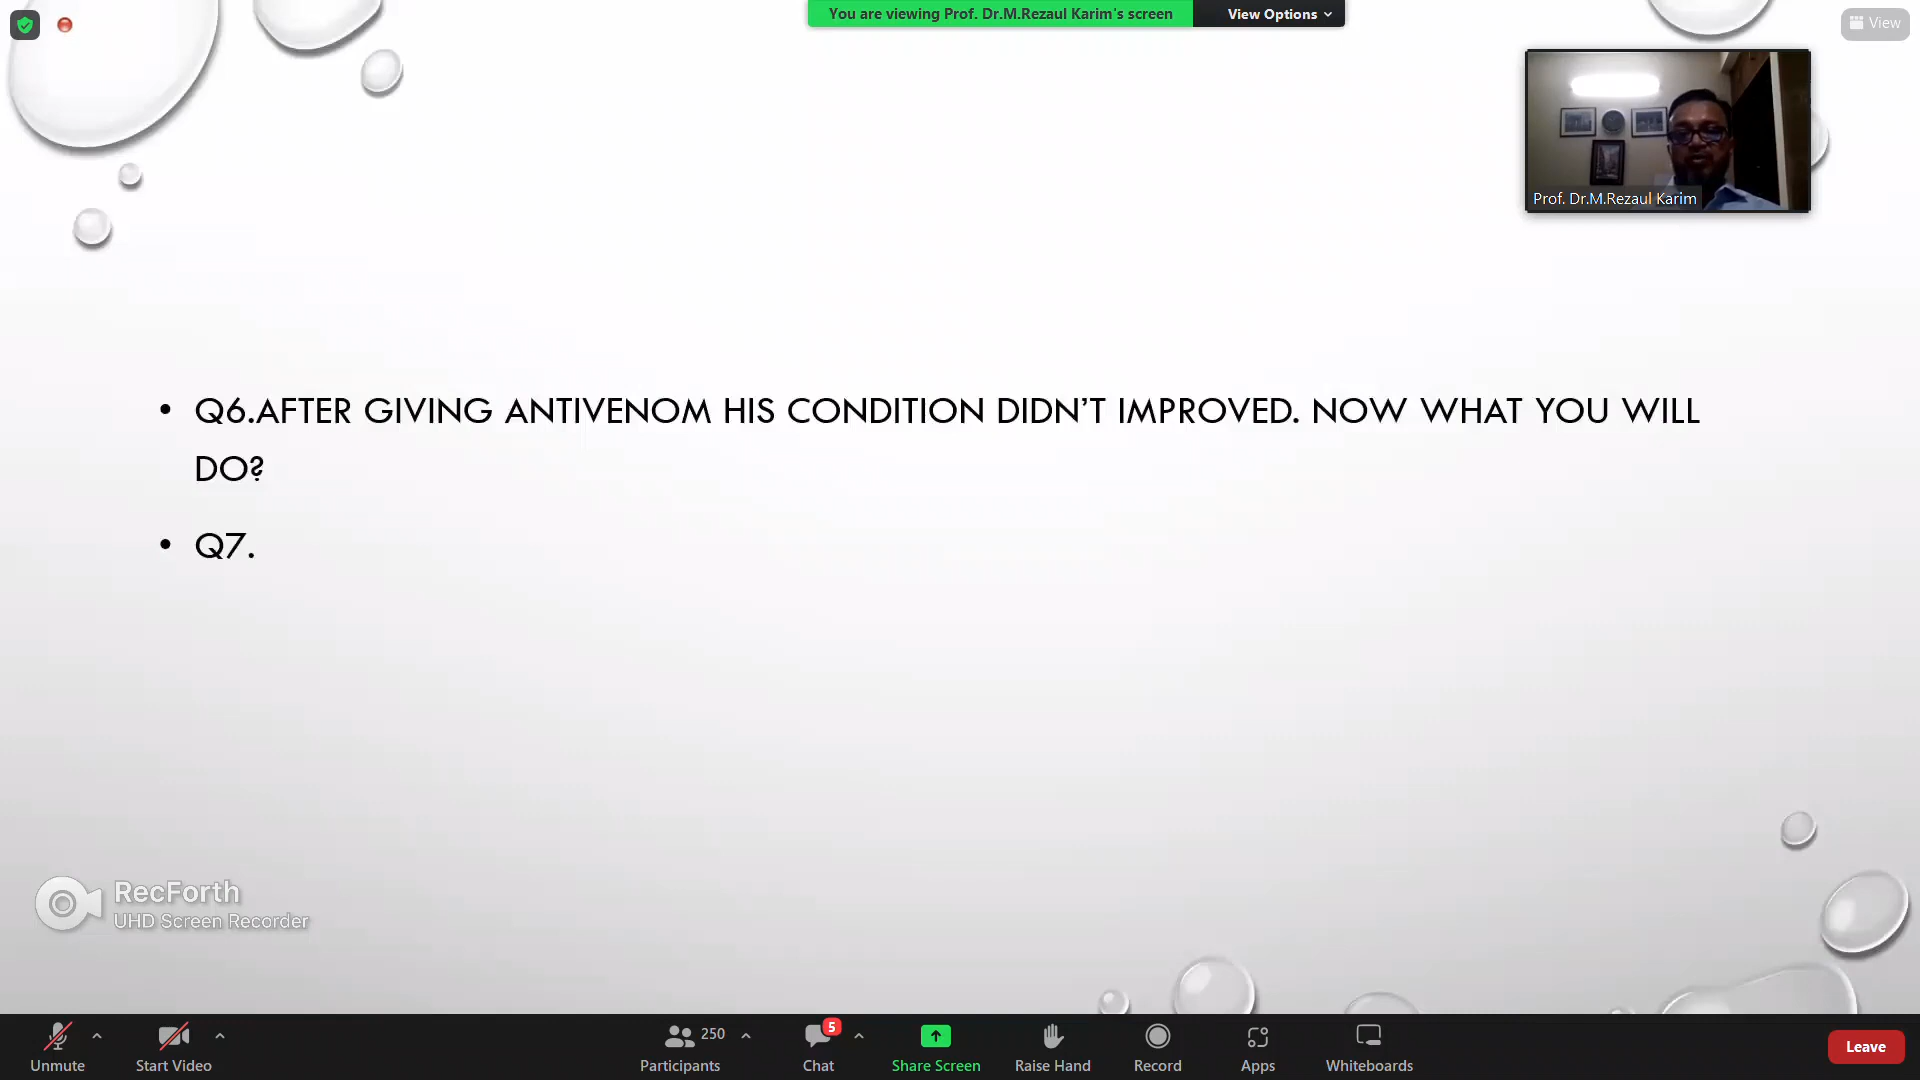 You are viewing Prof. Dr.M.Rezaul Karim's screen
View Options
View
Prof. Dr.M.Rezaul Karim
• Q6.AFTER GIVING ANTIVENOM HIS CONDITION DIDN’T IMPROVED. NOW WHAT YOU WILL
DO?
• Q7.
RecForth
UHD Screen Recorder
250
5
Unmute
Start Video
Participants
Chat
Share Screen
Raise Hand
Record
Apps
Whiteboards
Leave